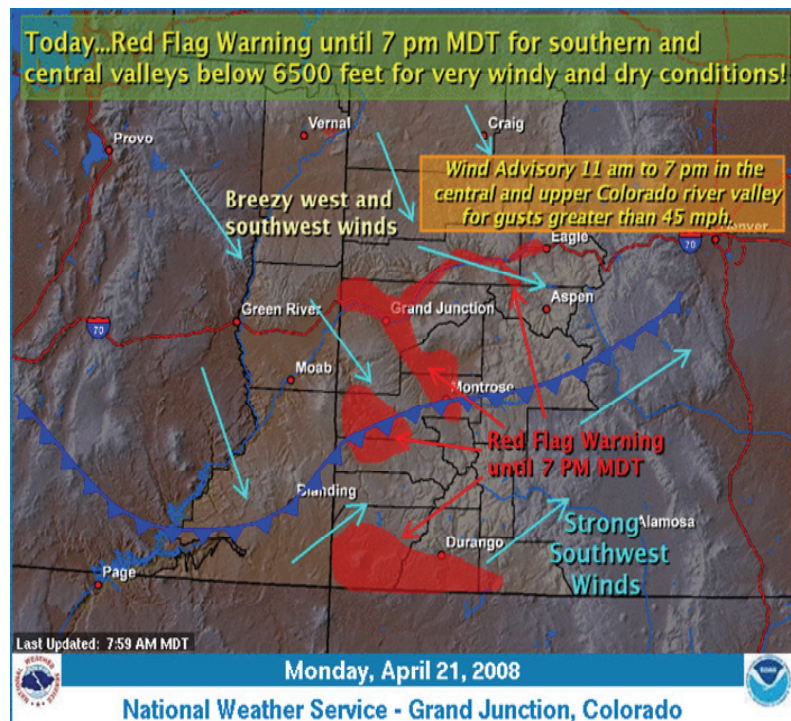 Today...Red Flag Warning until 7 pm MDT for southern and
central valleys below 6500 feet for very windy and dry conditions!
Vernal
Craig
Provo
Wind Advisory 11 am to 7 pm in the
central and upper Colorado river valley
for gusts greater than 45 mph.
Breezy west and
southwest winds
Denver
Eagle
70
Aspen
Green River
Grand Junction
70
Moab
Montrose
Red Flag Warning
until 7 PM MDT
Blanding
Strong
Southwest
Winds
Alamosa
Durango
Page
Last Updated: 7:59 AM MDT
Monday, April 21, 2008
National Weather Service - Grand Junction, Colorado